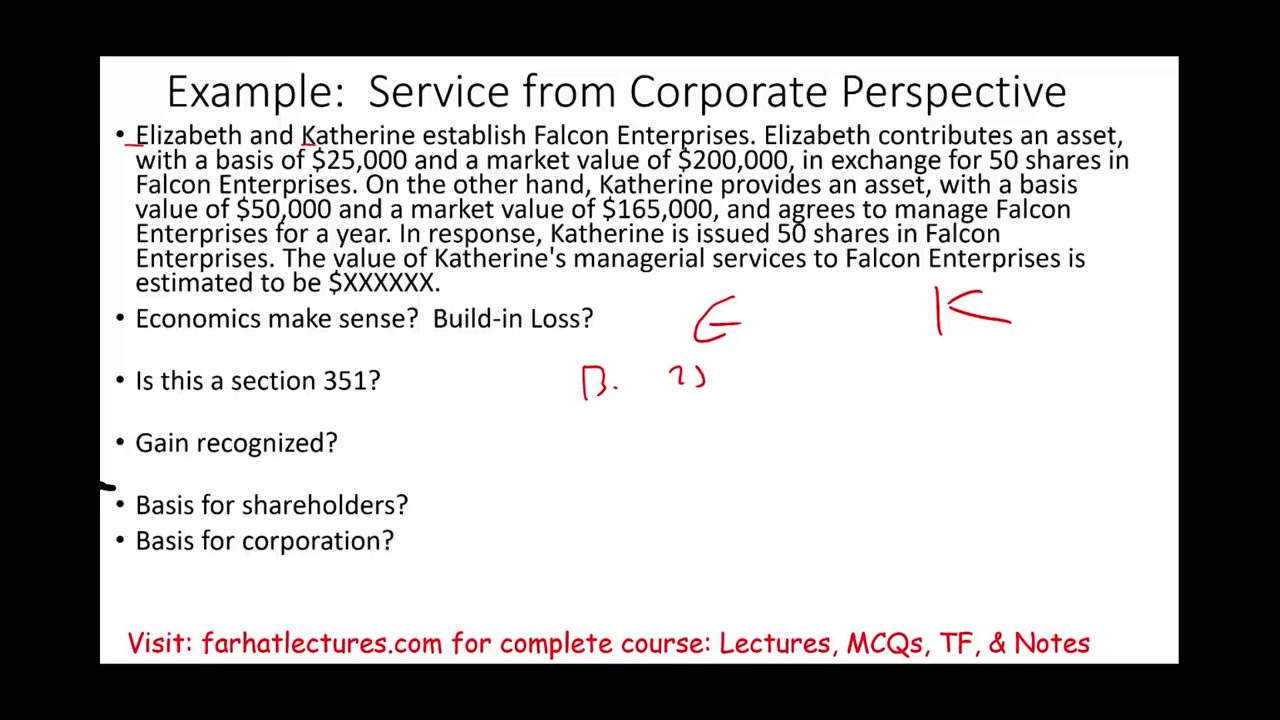 Example: Service from Corporate Perspective
• Elizabeth and Katherine establish Falcon Enterprises. Elizabeth contributes an asset,
with a basis of $25,000 and a market value of $200,000, in exchange for 50 shares in
Falcon Enterprises. On the other hand, Katherine provides an asset, with a basis
value of $50,000 and a market value of $165,000, and agrees to manage Falcon
Enterprises for a year. In response, Katherine is issued 50 shares in Falcon
Enterprises. The value of Katherine's managerial services to Falcon Enterprises is
estimated to be $XXXXXX.
• Economics make sense? Build-in Loss?
E K
• Is this a section 351?
B. 25
• Gain recognized?
• Basis for shareholders?
• Basis for corporation?
Visit: farhatlectures.com for complete course: Lectures, MCQs, TF, & Notes